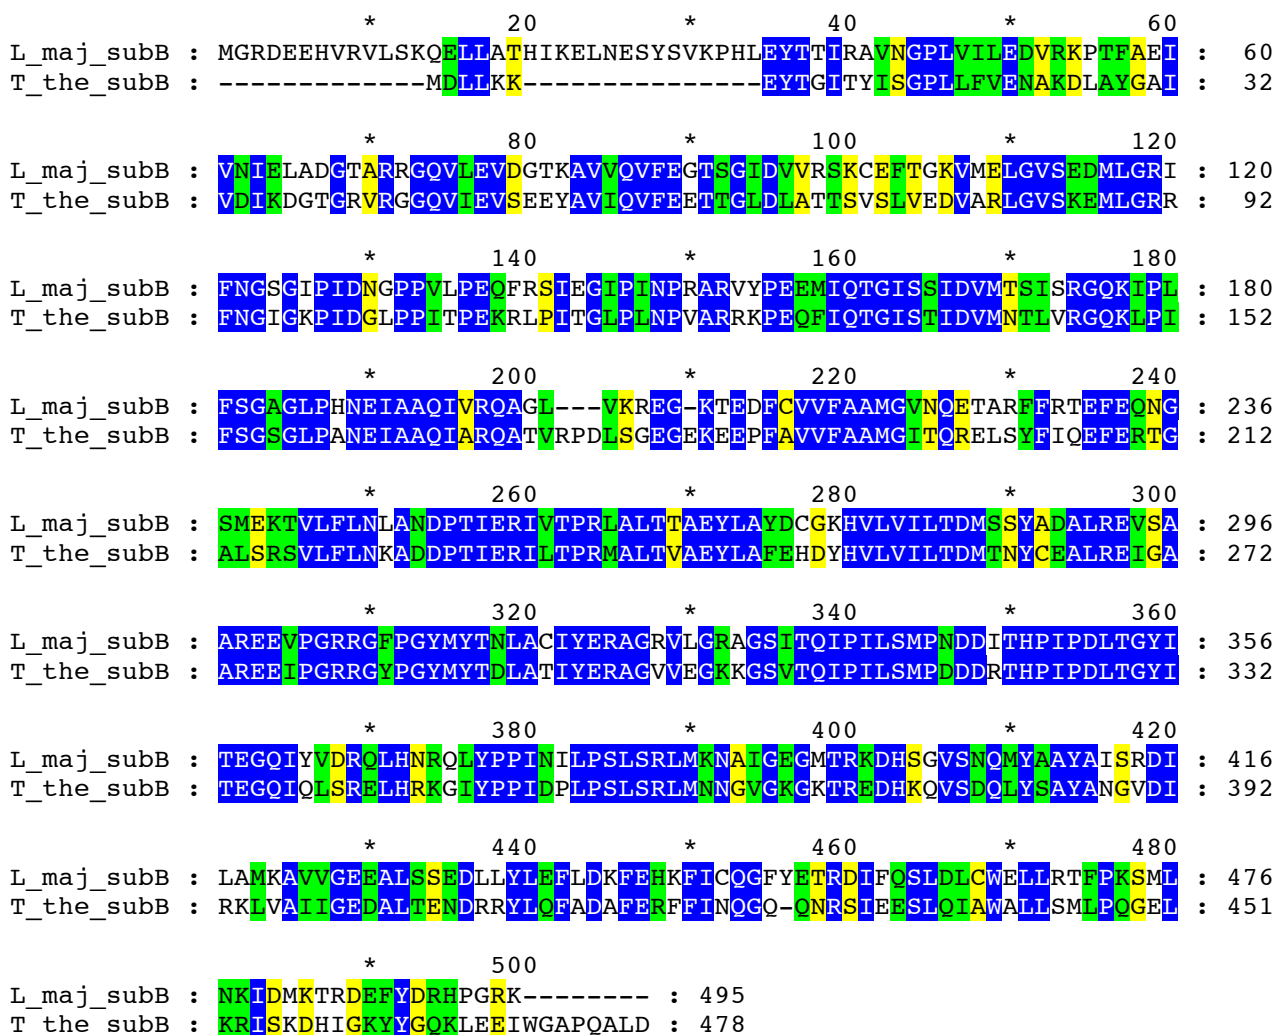 * 20 * 40 * 60
L_maj_subB : MGRDEEHVRVLSKQELLATHIKELNESYSVKPHLEYTTIRAVNGPLVILEDVRKPTFAEI : 60
T_the_subB : -------------MDLLKK---------------EYTGITYISGPLLFVENAKDLAYGAI : 32
* 80 * 100 * 120
L_maj_subB : VNIELADGTARRGQVLEVDGTKAVVQVFEGTSGIDVVRSKCEFTGKVMELGVSEDMLGRI : 120
T_the_subB : VDIKDGTGRVRGGQVIEVSEEYAVIQVFEETTGLDLATTSVSLVEDVARLGVSKEMLGRR : 92
* 140 * 160 * 180
L_maj_subB : FNGSGIPIDNGPPVLPEQFRSIEGIPINPRARVYPEEMIQTGISSIDVMTSISRGQKIPL : 180
T_the_subB : FNGIGKPIDGLPPITPEKRLPITGLPLNPVARRKPEQFIQTGISTIDVMNTLVRGQKLPI : 152
* 200 * 220 * 240
L_maj_subB : FSGAGLPHNEIAAQIVRQAGL---VKREG-KTEDFCVVFAAMGVNQETARFFRTEFEQNG : 236
T_the_subB : FSGSGLPANEIAAQIARQATVRPDLSGEGEKEEPFAVVFAAMGITQRELSYFIQEFERTG : 212
* 260 * 280 * 300
L_maj_subB : SMEKTVLFLNLANDPTIERIVTPRLALTTAEYLAYDCGKHVLVILTDMSSYADALREVSA : 296
T_the_subB : ALSRSVLFLNKADDPTIERILTPRMALTVAEYLAFEHDYHVLVILTDMTNYCEALREIGA : 272
* 320 * 340 * 360
L_maj_subB : AREEVPGRRGFPGYMYTNLACIYERAGRVLGRAGSITQIPILSMPNDDITHPIPDLTGYI : 356
T_the_subB : AREEIPGRRGYPGYMYTDLATIYERAGVVEGKKGSVTQIPILSMPDDDRTHPIPDLTGYI : 332
* 380 * 400 * 420
L_maj_subB : TEGQIYVDRQLHNRQLYPPINILPSLSRLMKNAIGEGMTRKDHSGVSNQMYAAYAISRDI : 416
T_the_subB : TEGQIQLSRELHRKGIYPPIDPLPSLSRLMNNGVGKGKTREDHKQVSDQLYSAYANGVDI : 392
* 440 * 460 * 480
L_maj_subB : LAMKAVVGEEALSSEDLLYLEFLDKFEHKFICQGFYETRDIFQSLDLCWELLRTFPKSML : 476
T_the_subB : RKLVAIIGEDALTENDRRYLQFADAFERFFINQGQ-QNRSIEESLQIAWALLSMLPQGEL : 451
* 500
L_maj_subB : NKIDMKTRDEFYDRHPGRK-------- : 495
T_the_subB : KRISKDHIGKYYGQKLEEIWGAPQALD : 478